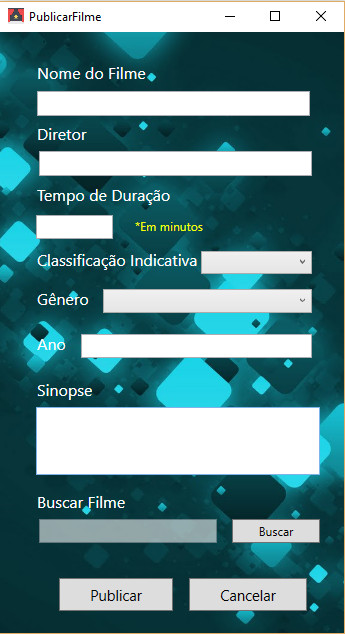 PublicarFilme
Nome do Filme
Diretor
Tempo de Duração
*Em minutos
Classificação Indicativa
Gênero
Ano
Sinopse
Buscar Filme
Buscar
Publicar Cancelar